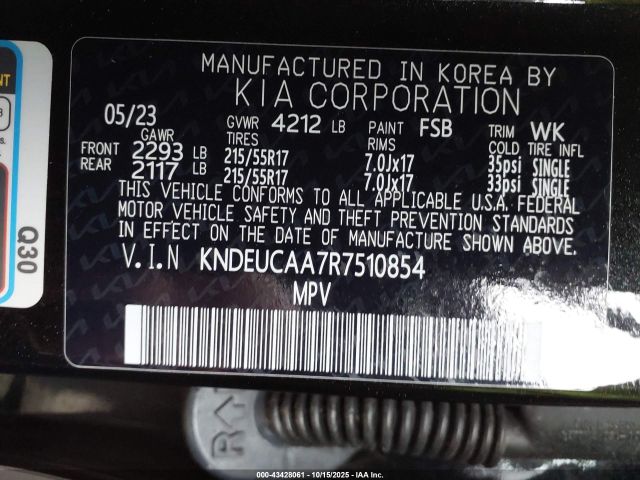 MANUFACTURED IN KOREA BY
KIA CORPORATION
05/23 GVWR 4212 LB PAINT FSB TRIM WK
GAWR TIRES RIMS COLD TIRE INFL
FRONT 2293 LB 215/55R17 7.0Jx17 35psi SINGLE
REAR 2117 LB 215/55R17 7.0Jx17 33psi SINGLE
THIS VEHICLE CONFORMS TO ALL APPLICABLE U.S.A. FEDERAL
MOTOR VEHICLE SAFETY AND THEFT PREVENTION STANDARDS
IN EFFECT ON THE DATE OF MANUFACTURE SHOWN ABOVE.
V.I.N KNDEUCAA7R7510854
MPV
Q30
000-43428061 - 10/15/2025 - IAA Inc.